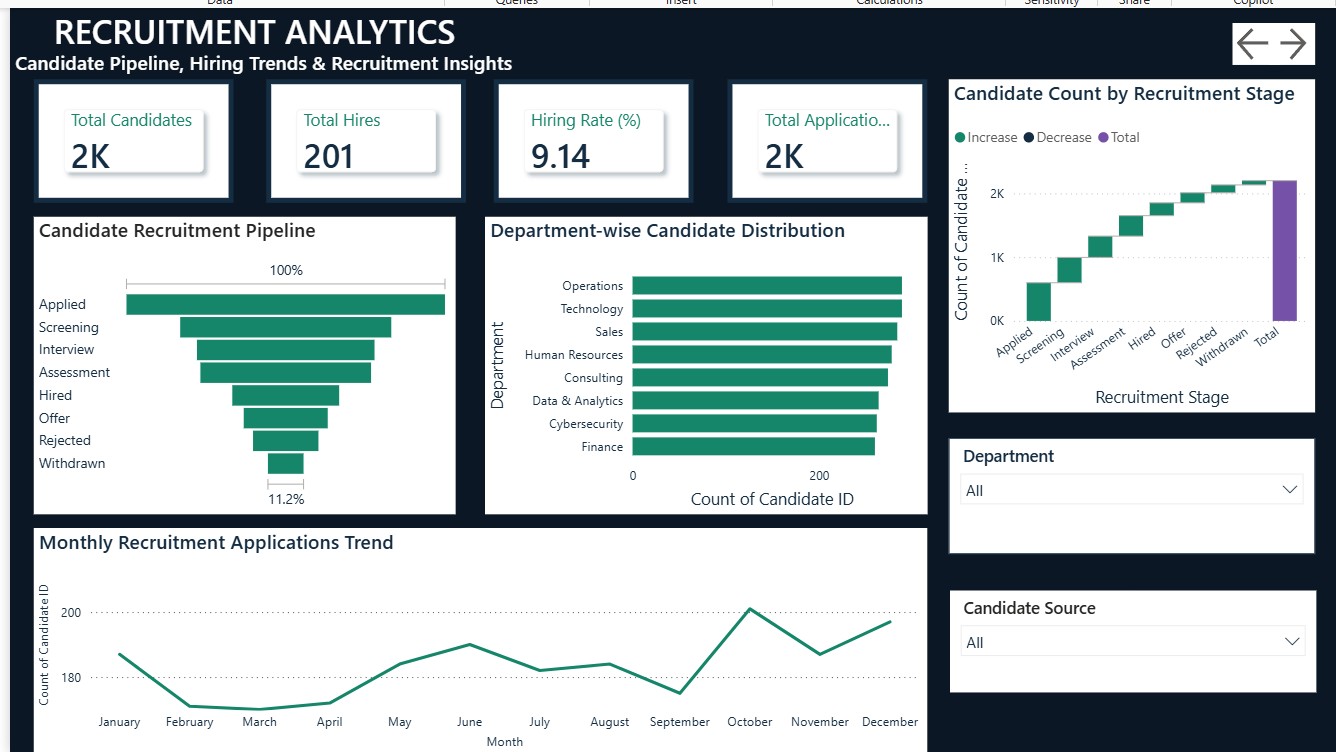 Data Queries Insert Calculations Sensitivity Share Copilot
RECRUITMENT ANALYTICS
Candidate Pipeline, Hiring Trends & Recruitment Insights
Total Candidates
2K
Total Hires
201
Hiring Rate (%)
9.14
Total Applicatio...
2K
Candidate Count by Recruitment Stage
Increase Decrease Total
Count of Candidate ...
2K
1K
0K
Applied
Screening
Interview
Assessment
Hired
Offer
Rejected
Withdrawn
Total
Recruitment Stage
Candidate Recruitment Pipeline
100%
Applied
Screening
Interview
Assessment
Hired
Offer
Rejected
Withdrawn
11.2%
Department-wise Candidate Distribution
Department
Operations
Technology
Sales
Human Resources
Consulting
Data & Analytics
Cybersecurity
Finance
0 200
Count of Candidate ID
Department
All
Candidate Source
All
Monthly Recruitment Applications Trend
Count of Candidate ID
200
180
January February March April May June July August September October November December
Month